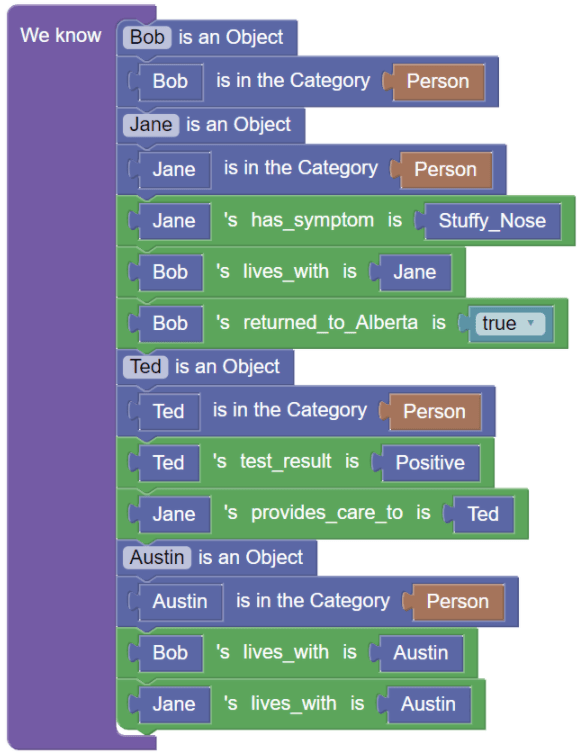 We know Bob is an Object
Bob is in the Category Person
Jane is an Object
Jane is in the Category Person
Jane 's has_symptom is Stuffy_Nose
Bob 's lives_with is Jane
Bob 's returned_to_Alberta is true
Ted is an Object
Ted is in the Category Person
Ted 's test_result is Positive
Jane 's provides_care_to is Ted
Austin is an Object
Austin is in the Category Person
Bob 's lives_with is Austin
Jane 's lives_with is Austin